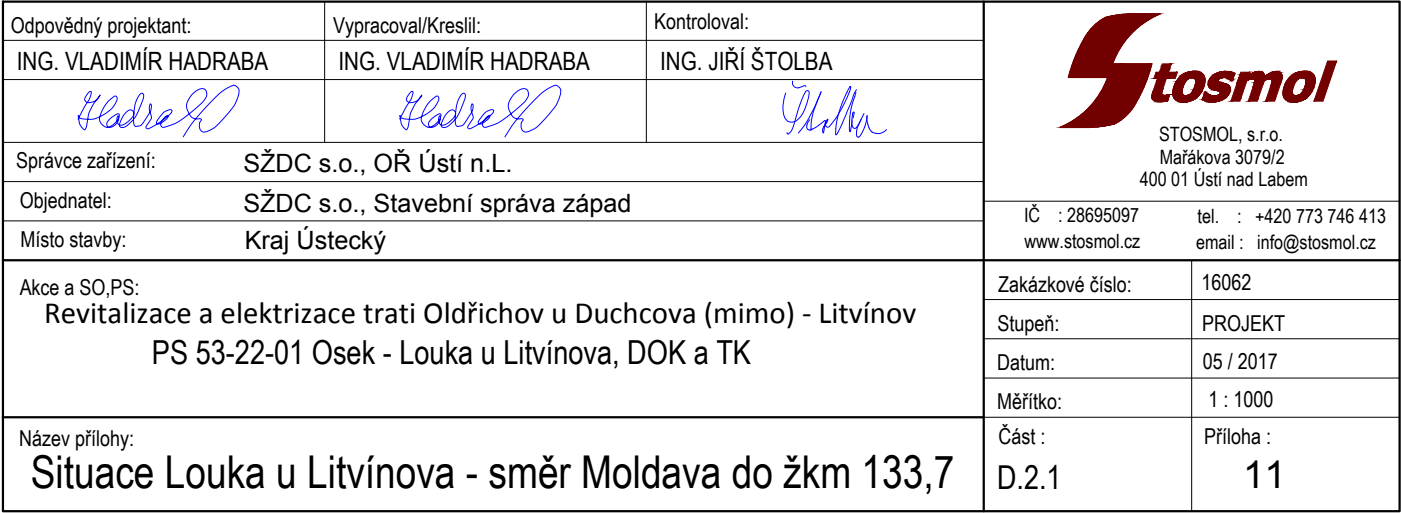 Odpovědný projektant:
Vypracoval/Kreslil:
Kontroloval:
ING. VLADIMÍR HADRABA
ING. VLADIMÍR HADRABA
ING. JIŘÍ ŠTOLBA
Hadraba
Hadraba
Štolba
Správce zařízení: SŽDC s.o., OŘ Ústí n.L.
Objednatel: SŽDC s.o., Stavební správa západ
Místo stavby: Kraj Ústecký
Stosmol
STOSMOL, s.r.o.
Mařákova 3079/2
400 01 Ústí nad Labem
IČ : 28695097 tel. : +420 773 746 413
www.stosmol.cz email : info@stosmol.cz
Akce a SO,PS:
Revitalizace a elektrizace trati Oldřichov u Duchcova (mimo) - Litvínov
PS 53-22-01 Osek - Louka u Litvínova, DOK a TK
Zakázkové číslo: 16062
Stupeň: PROJEKT
Datum: 05 / 2017
Měřítko: 1 : 1000
Název přílohy:
Situace Louka u Litvínova - směr Moldava do žkm 133,7
Část : Příloha :
D.2.1 11